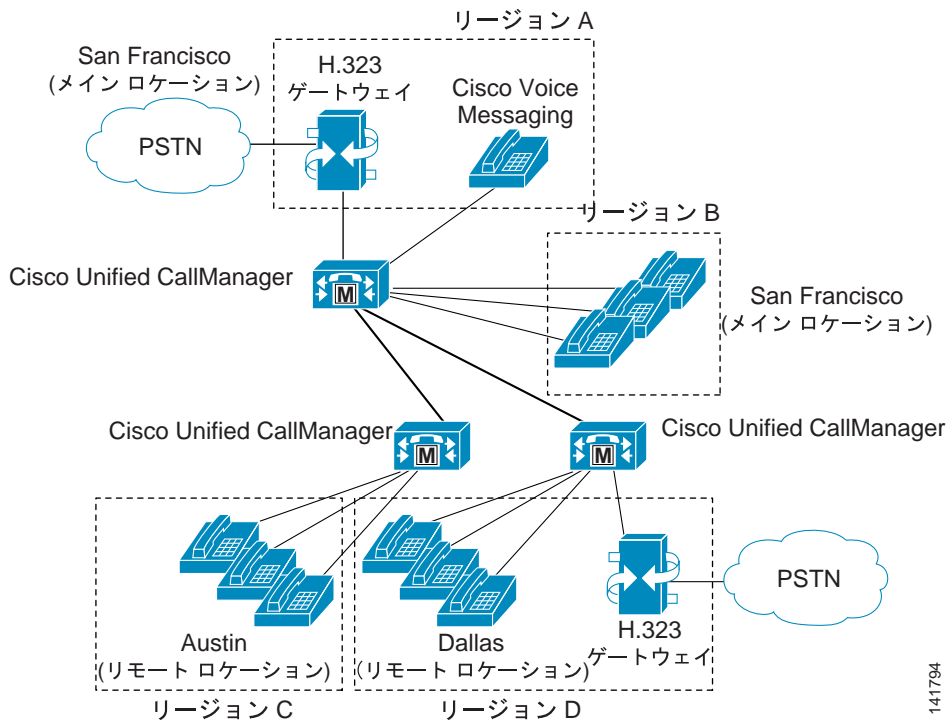 リージョン A
San Francisco
(メイン ロケーション)
PSTN
H.323
ゲートウェイ
Cisco Voice
Messaging
リージョン B
Cisco Unified CallManager
M
San Francisco
(メイン ロケーション)
Cisco Unified CallManager
M
M
Cisco Unified CallManager
Austin
(リモート ロケーション)
リージョン C
Dallas
(リモート ロケーション)
リージョン D
H.323
ゲートウェイ
PSTN
141794